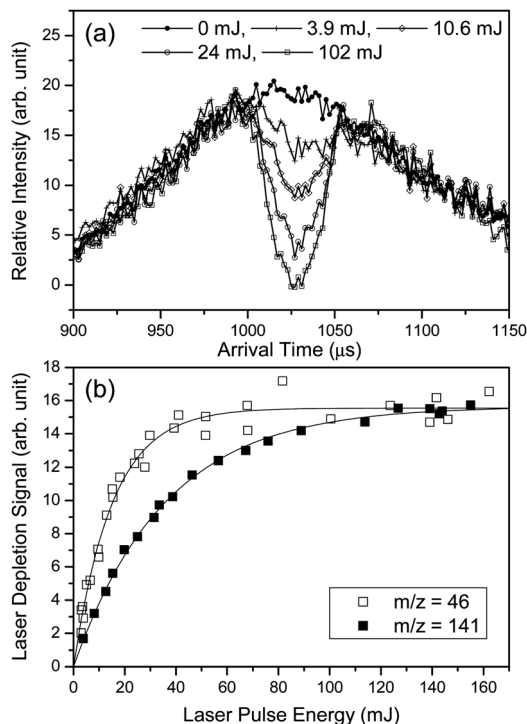 (a)
0 mJ, 3.9 mJ, 10.6 mJ
24 mJ, 102 mJ
Relative Intensity (arb. unit)
25
20
15
10
5
0
900 950 1000 1050 1100 1150
Arrival Time (μs)
(b)
Laser Depletion Signal (arb. unit)
18
16
14
12
10
8
6
4
2
0
m/z = 46
m/z = 141
0 20 40 60 80 100 120 140 160
Laser Pulse Energy (mJ)